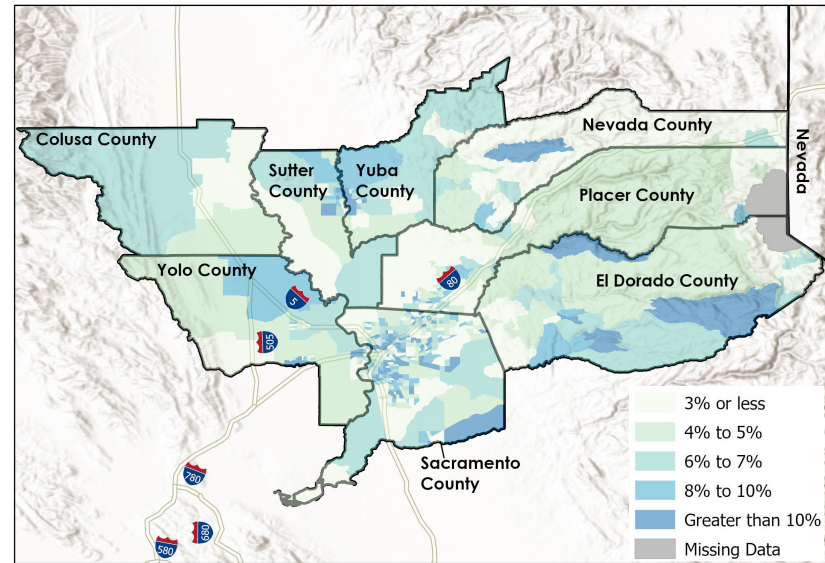 Colusa County
Sutter
County
Yuba
County
Nevada County
Nevada
Placer County
Yolo County
El Dorado County
80
5
505
Sacramento
County
780
680
580
3% or less
4% to 5%
6% to 7%
8% to 10%
Greater than 10%
Missing Data